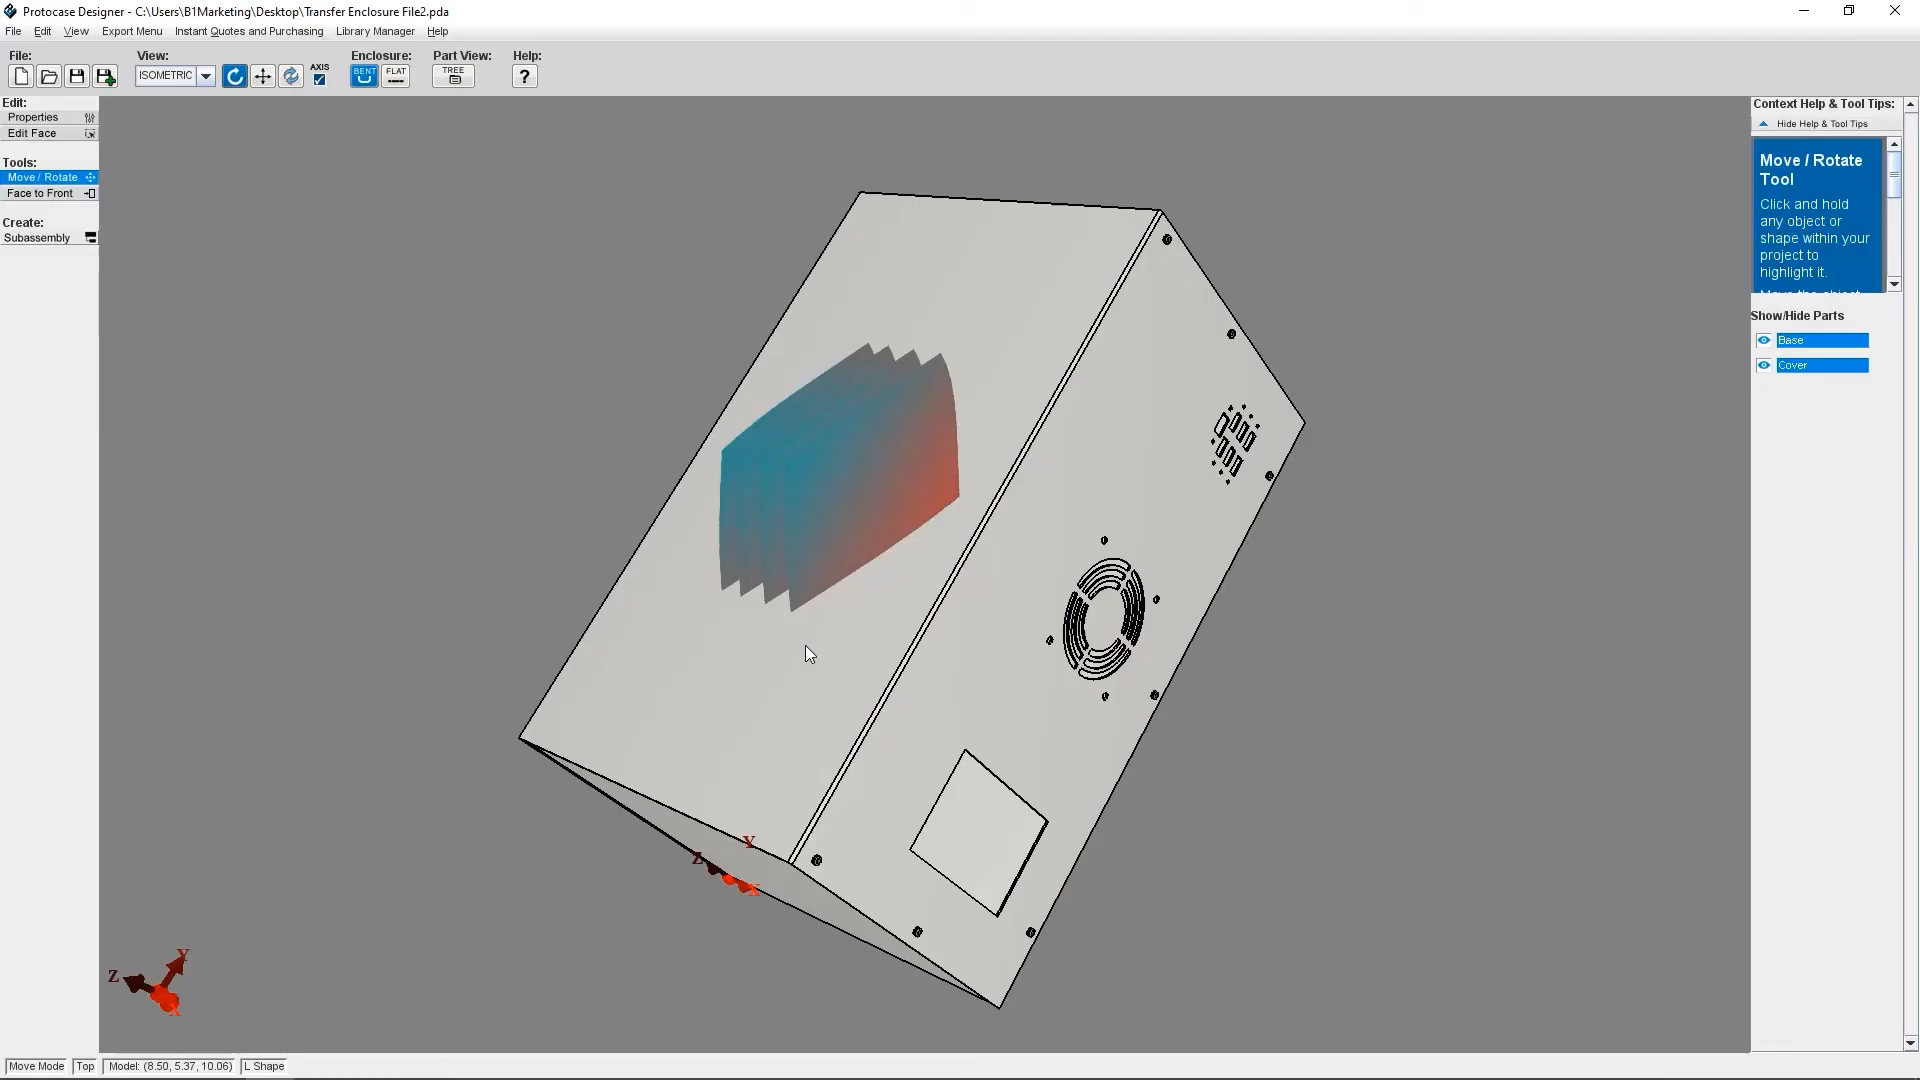 Protocase Designer - C:\Users\B1Marketing\Desktop\Transfer Enclosure File2.pda
File Edit View Export Menu Instant Quotes and Purchasing Library Manager Help
File: View: Enclosure: Part View: Help:
ISOMETRIC AXIS BENT FLAT TREE ?
Edit:
Properties
Edit Face
Tools:
Move / Rotate
Face to Front
Create:
Subassembly
Context Help & Tool Tips:
Hide Help & Tool Tips
Move / Rotate
Tool
Click and hold
any object or
shape within your
project to
highlight it.
Move the object
Show/Hide Parts
Base
Cover
Y
Z
X
Y
Z
X
Move Mode Top Model: (8.50, 5.37, 10.06) L Shape